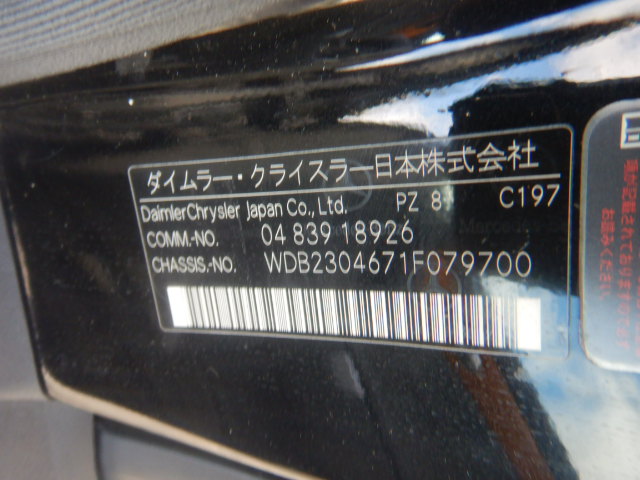 ダイムラー・クライスラー日本株式会社
DaimlerChrysler Japan Co., Ltd. PZ 8 C197
COMM.-NO. 04 839 18926
CHASSIS.-NO. WDB2304671F079700